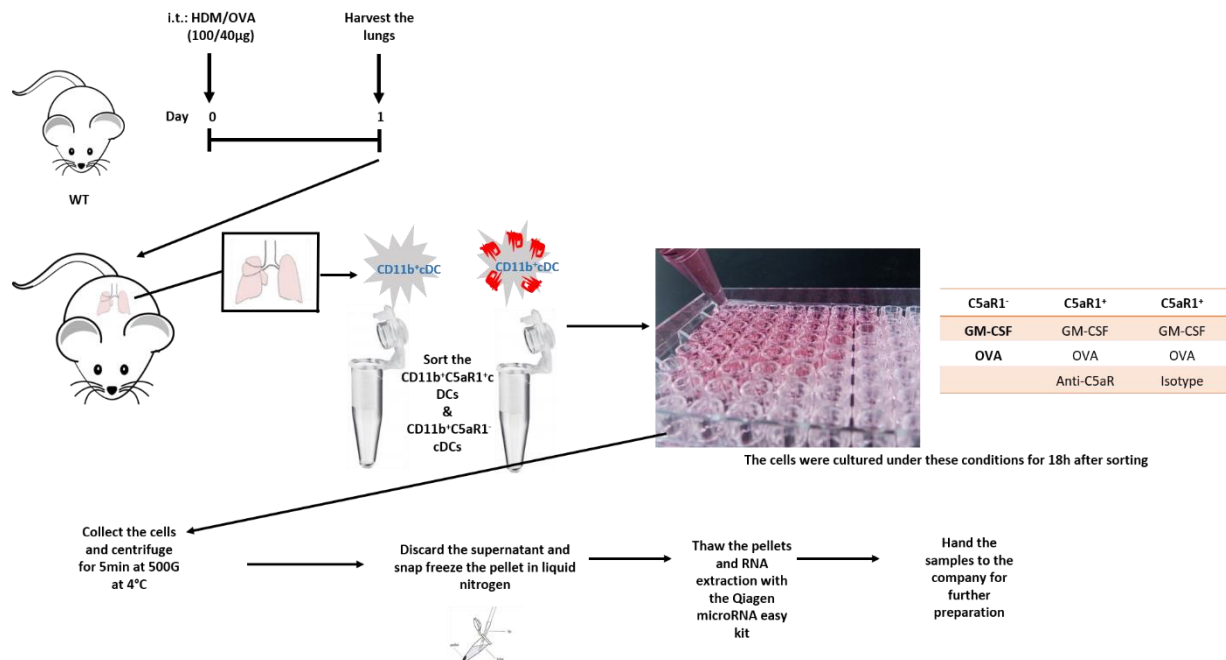 i.t.: HDM/OVA
(100/40µg)
Harvest the
lungs
Day
0
1
WT
CD11b⁺cDC
CD11b⁺cDC
Sort the
CD11b⁺C5aR1⁺c
DCs
&
CD11b⁺C5aR1⁻
cDCs
C5aR1⁻ C5aR1⁺ C5aR1⁺
GM-CSF GM-CSF GM-CSF
OVA OVA OVA
Anti-C5aR Isotype
The cells were cultured under these conditions for 18h after sorting
Collect the cells
and centrifuge
for 5min at 500G
at 4°C
Discard the supernatant and
snap freeze the pellet in liquid
nitrogen
Thaw the pellets
and RNA
extraction with
the Qiagen
microRNA easy
kit
Hand the
samples to the
company for
further
preparation